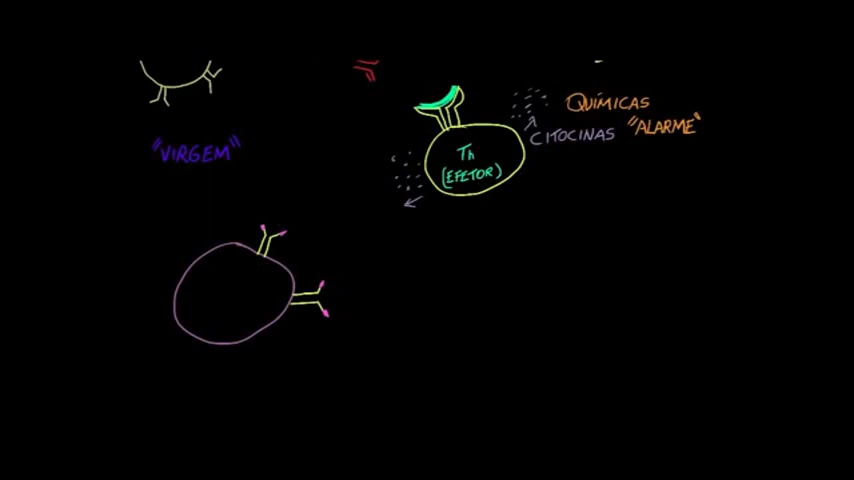 QUÍMICAS
CITOCINAS "ALARME"
"VIRGEM"
Th
(EFETOR)